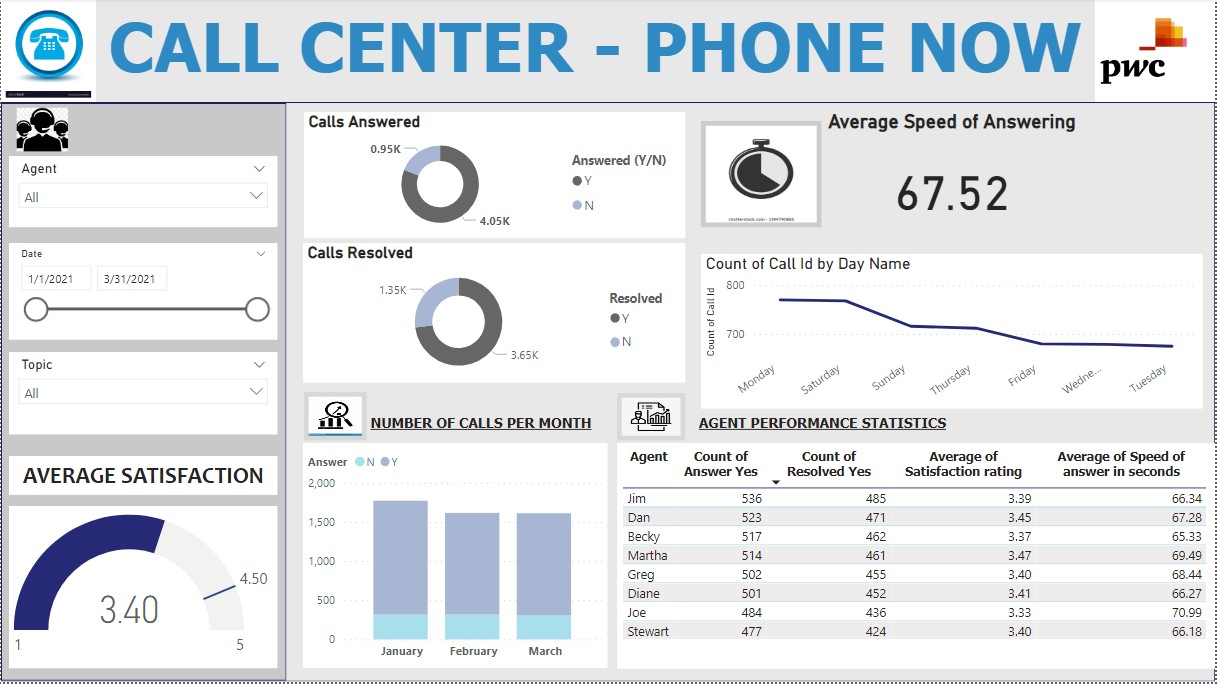 CALL CENTER - PHONE NOW
pwc
Agent
All
Date
1/1/2021 3/31/2021
Topic
All
AVERAGE SATISFACTION
4.50
3.40
1 5
Calls Answered
0.95K
4.05K
Answered (Y/N)
Y
N
Calls Resolved
1.35K
3.65K
Resolved
Y
N
Average Speed of Answering
67.52
Count of Call Id by Day Name
Count of Call Id
800
700
Monday Saturday Sunday Thursday Friday Wedne... Tuesday
NUMBER OF CALLS PER MONTH
Answer N Y
2,000
1,500
1,000
500
0
January February March
AGENT PERFORMANCE STATISTICS
Agent Count of Answer Yes Count of Resolved Yes Average of Satisfaction rating Average of Speed of answer in seconds
Jim 536 485 3.39 66.34
Dan 523 471 3.45 67.28
Becky 517 462 3.37 65.33
Martha 514 461 3.47 69.49
Greg 502 455 3.40 68.44
Diane 501 452 3.41 66.27
Joe 484 436 3.33 70.99
Stewart 477 424 3.40 66.18